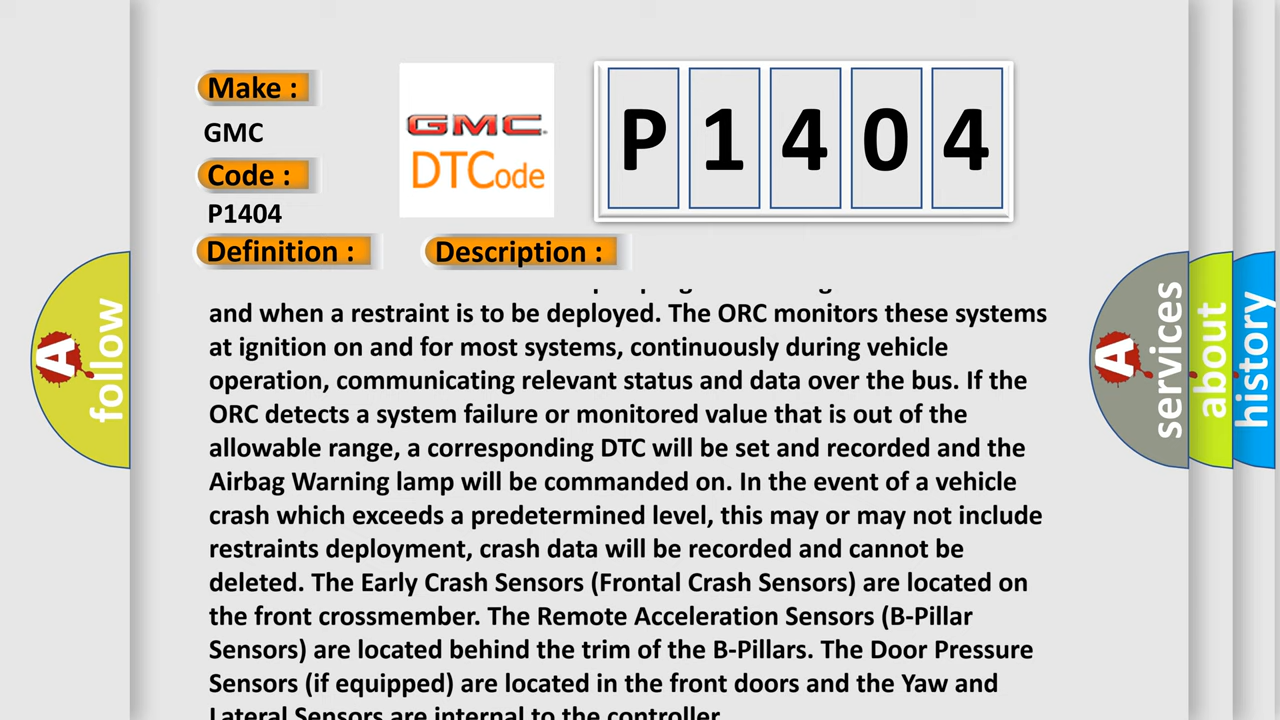 Make :
GMC
Code :
P1404
Definition :
Description :
GMC
DTCode
P 1 4 0 4
and when a restraint is to be deployed. The ORC monitors these systems
at ignition on and for most systems, continuously during vehicle
operation, communicating relevant status and data over the bus. If the
ORC detects a system failure or monitored value that is out of the
allowable range, a corresponding DTC will be set and recorded and the
Airbag Warning lamp will be commanded on. In the event of a vehicle
crash which exceeds a predetermined level, this may or may not include
restraints deployment, crash data will be recorded and cannot be
deleted. The Early Crash Sensors (Frontal Crash Sensors) are located on
the front crossmember. The Remote Acceleration Sensors (B-Pillar
Sensors) are located behind the trim of the B-Pillars. The Door Pressure
Sensors (if equipped) are located in the front doors and the Yaw and
Lateral Sensors are internal to the controller.
A
follow
A
services
about
history